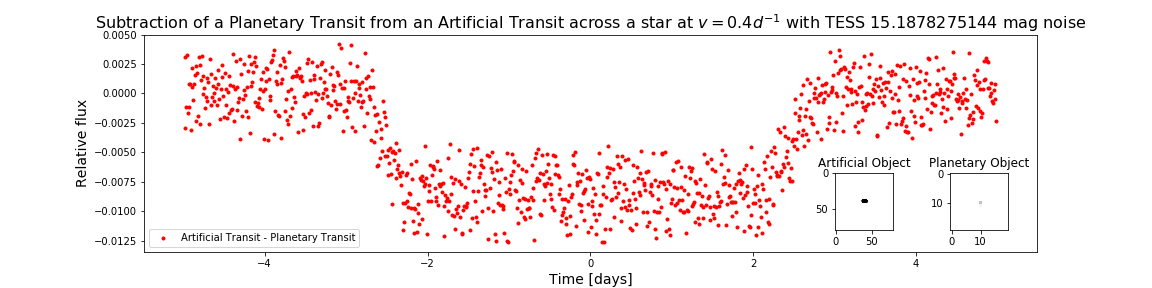 Subtraction of a Planetary Transit from an Artificial Transit across a star at v = 0.4d⁻¹ with TESS 15.1878275144 mag noise
0.0050
0.0025
0.0000
−0.0025
−0.0050
−0.0075
−0.0100
−0.0125
Relative flux
Artificial Transit - Planetary Transit
Artificial Object
0
50
0 50
Planetary Object
0
10
0 10
−4 −2 0 2 4
Time [days]